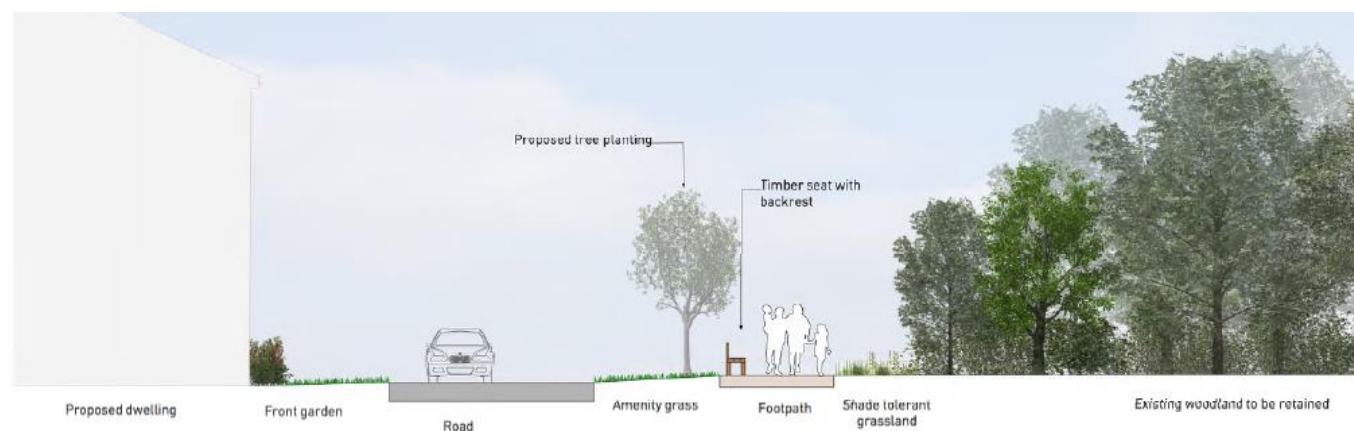 Proposed tree planting
Timber seat with
backrest
Proposed dwelling
Front garden
Road
Amenity grass
Footpath
Shade tolerant
grassland
Existing woodland to be retained